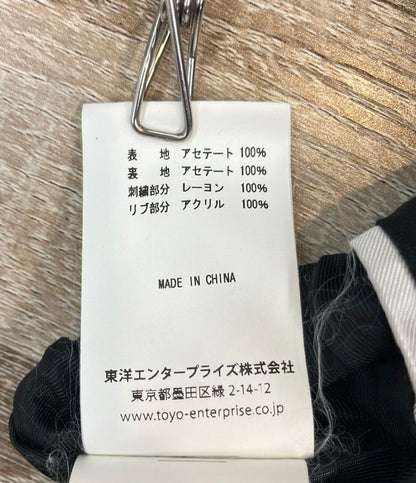 表 地 アセテート 100%
裏 地 アセテート 100%
刺繍部分 レーヨン 100%
リブ部分 アクリル 100%
MADE IN CHINA
東洋エンタープライズ株式会社
東京都墨田区緑 2-14-12
www.toyo-enterprise.co.jp